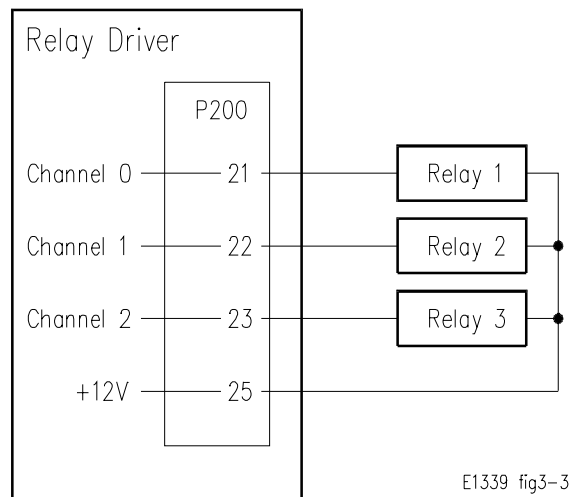 Relay Driver
P200
Channel 0 21 Relay 1
Channel 1 22 Relay 2
Channel 2 23 Relay 3
+12V 25
E1339 fig3-3